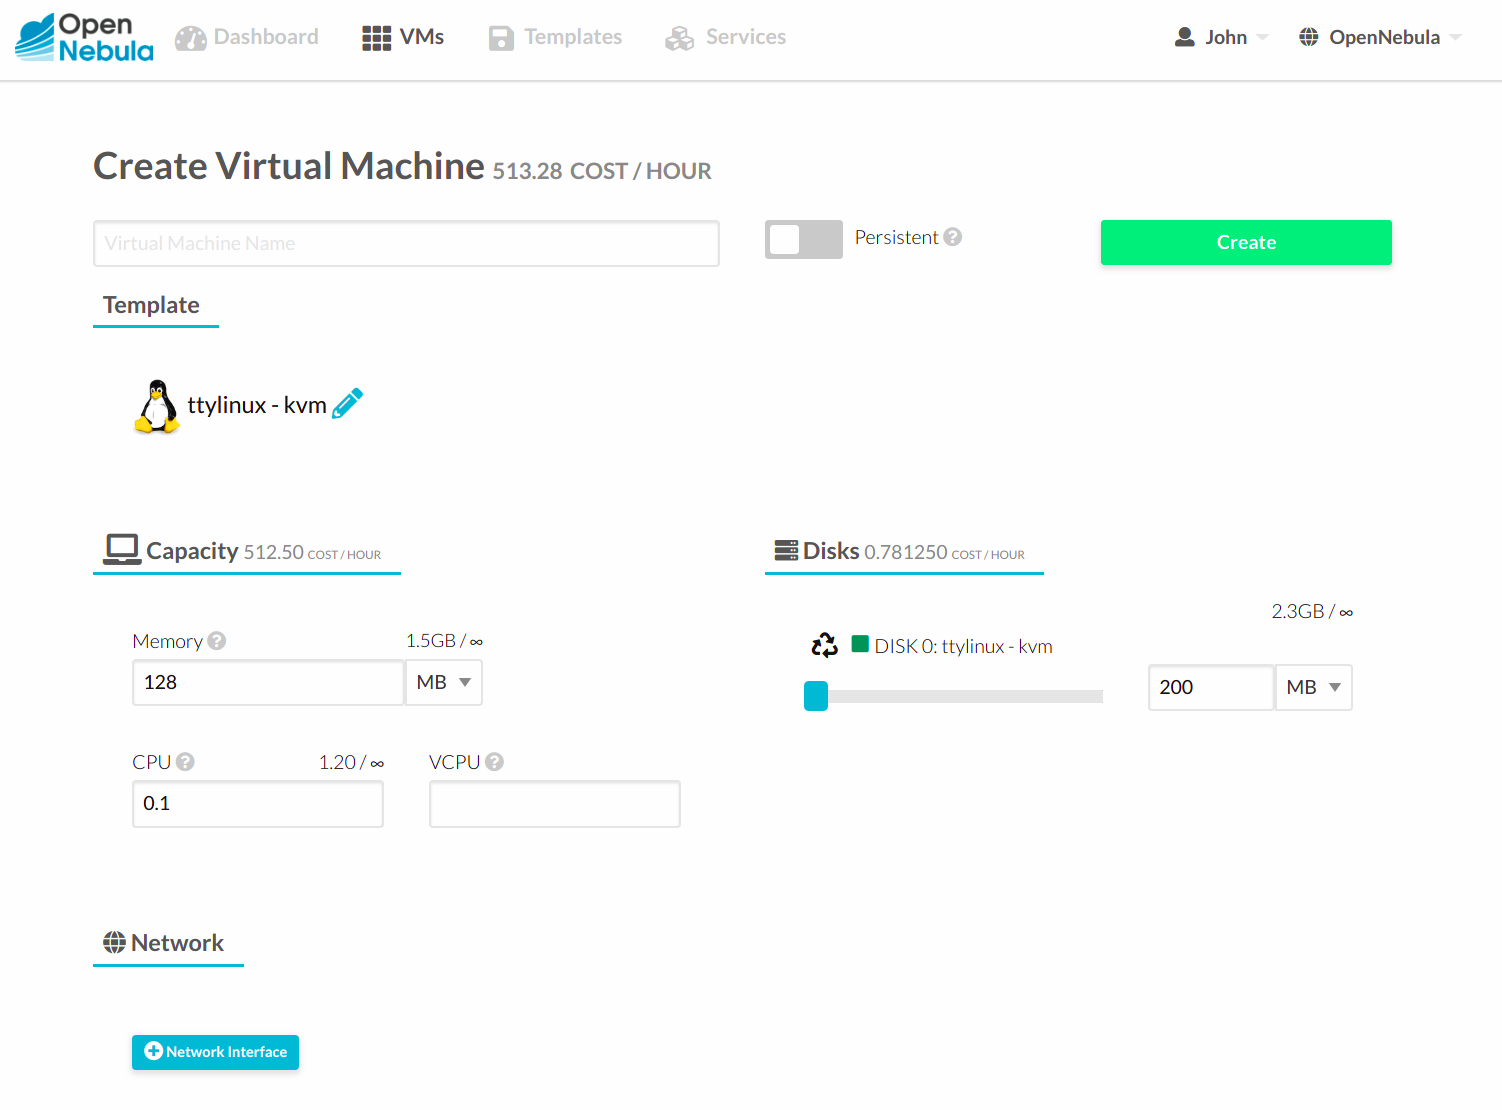 Open
Nebula
Dashboard
VMs
Templates
Services
John
OpenNebula
Create Virtual Machine 513.28 COST / HOUR
Virtual Machine Name
Persistent
Create
Template
ttylinux - kvm
Capacity 512.50 COST / HOUR
Disks 0.781250 COST / HOUR
2.3GB / ∞
Memory
1.5GB / ∞
DISK 0: ttylinux - kvm
128
MB
200
MB
CPU
1.20 / ∞
VCPU
0.1
Network
Network Interface